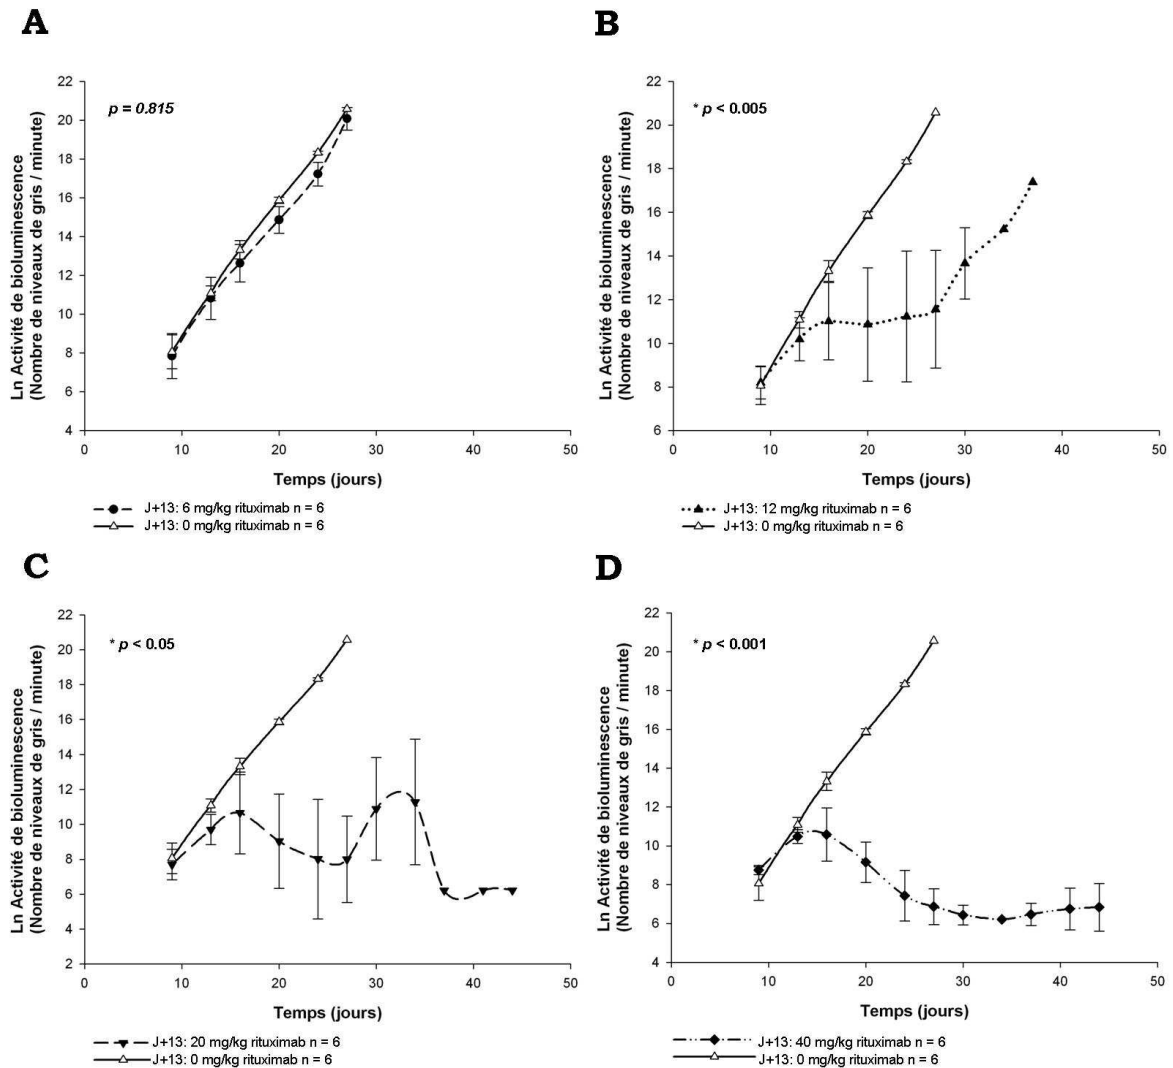 A
p = 0.815
Ln Activité de bioluminescence
(Nombre de niveaux de gris / minute)
22
20
18
16
14
12
10
8
6
4
0
10
20
30
40
50
Temps (jours)
J+13: 6 mg/kg rituximab n = 6
J+13: 0 mg/kg rituximab n = 6
B
* p < 0.005
Ln Activité de bioluminescence
(Nombre de niveaux de gris / minute)
22
20
18
16
14
12
10
8
6
0
10
20
30
40
50
Temps (jours)
J+13: 12 mg/kg rituximab n = 6
J+13: 0 mg/kg rituximab n = 6
C
* p < 0.05
Ln Activité de bioluminescence
(Nombre de niveaux de gris / minute)
22
20
18
16
14
12
10
8
6
4
2
0
10
20
30
40
50
Temps (jours)
J+13: 20 mg/kg rituximab n = 6
J+13: 0 mg/kg rituximab n = 6
D
* p < 0.001
Ln Activité de bioluminescence
(Nombre de niveaux de gris / minute)
22
20
18
16
14
12
10
8
6
4
0
10
20
30
40
50
Temps (jours)
J+13: 40 mg/kg rituximab n = 6
J+13: 0 mg/kg rituximab n = 6